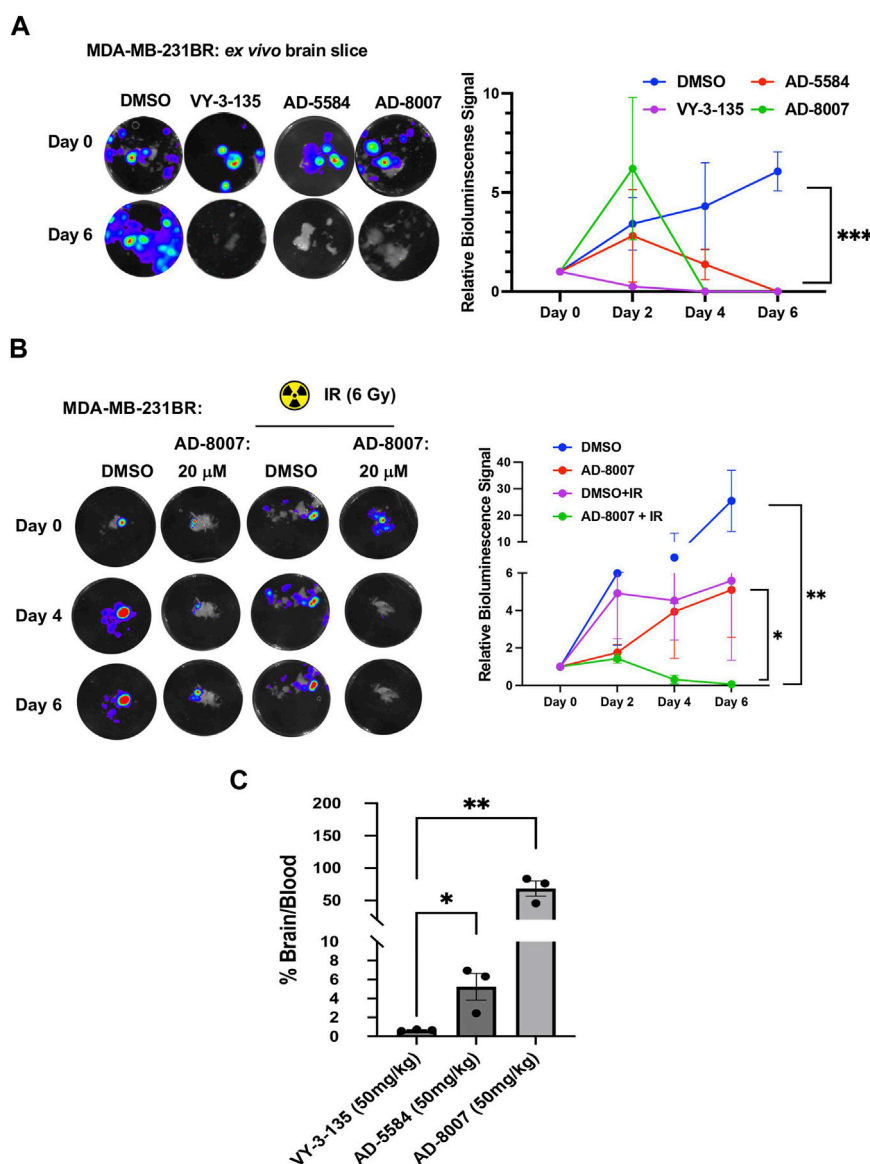 A
MDA-MB-231BR: ex vivo brain slice
DMSO VY-3-135 AD-5584 AD-8007
Day 0
Day 6
DMSO AD-5584
VY-3-135 AD-8007
Relative Bioluminscense Signal
10
5
0
***
Day 0 Day 2 Day 4 Day 6
B
IR (6 Gy)
MDA-MB-231BR:
AD-8007: AD-8007:
DMSO 20 μM DMSO 20 μM
Day 0
Day 4
Day 6
DMSO
AD-8007
DMSO+IR
AD-8007 + IR
Relative Bioluminescence Signal
40
30
20
10
6
4
2
0
*
**
Day 0 Day 2 Day 4 Day 6
C
% Brain/Blood
200
150
100
50
10
8
6
4
2
0
**
*
VY-3-135 (50mg/kg)
AD-5584 (50mg/kg)
AD-8007 (50mg/kg)